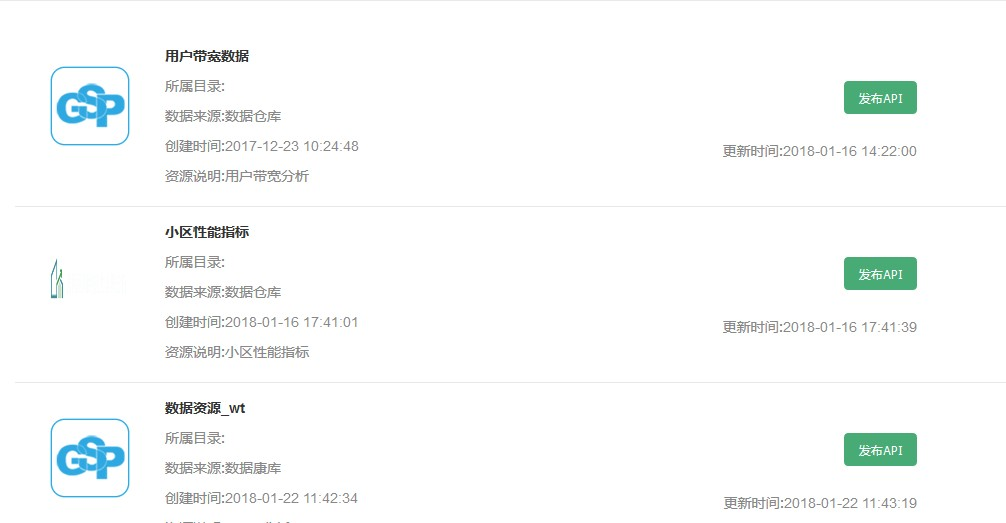 用户带宽数据
GSP
所属目录:
发布API
数据来源:数据仓库
创建时间:2017-12-23 10:24:48
更新时间:2018-01-16 14:22:00
资源说明:用户带宽分析
小区性能指标
所属目录:
发布API
数据来源:数据仓库
创建时间:2018-01-16 17:41:01
更新时间:2018-01-16 17:41:39
资源说明:小区性能指标
数据资源_wt
GSP
所属目录:
发布API
数据来源:数据康库
创建时间:2018-01-22 11:42:34
更新时间:2018-01-22 11:43:19